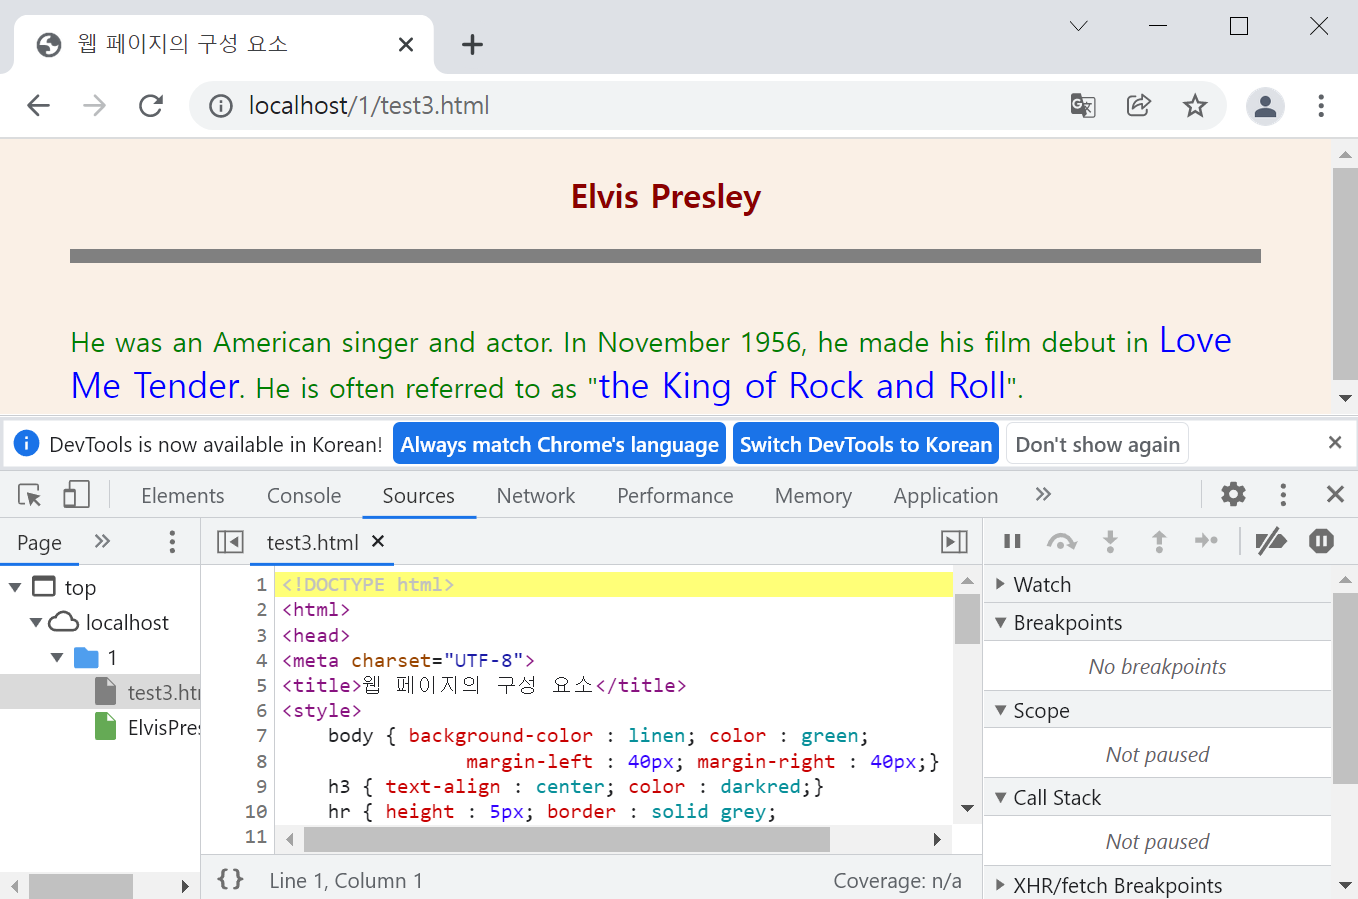 웹 페이지의 구성 요소
localhost/1/test3.html
Elvis Presley
He was an American singer and actor. In November 1956, he made his film debut in Love
Me Tender. He is often referred to as "the King of Rock and Roll".
DevTools is now available in Korean! Always match Chrome's language Switch DevTools to Korean Don't show again
Elements Console Sources Network Performance Memory Application
Page
top
localhost
1
test3.htm
ElvisPres
test3.html
1 <!DOCTYPE html>
2 <html>
3 <head>
4 <meta charset="UTF-8">
5 <title>웹 페이지의 구성 요소</title>
6 <style>
7 body { background-color : linen; color : green;
8 margin-left : 40px; margin-right : 40px;}
9 h3 { text-align : center; color : darkred;}
10 hr { height : 5px; border : solid grey;
11
{} Line 1, Column 1 Coverage: n/a
Watch
Breakpoints
No breakpoints
Scope
Not paused
Call Stack
Not paused
XHR/fetch Breakpoints